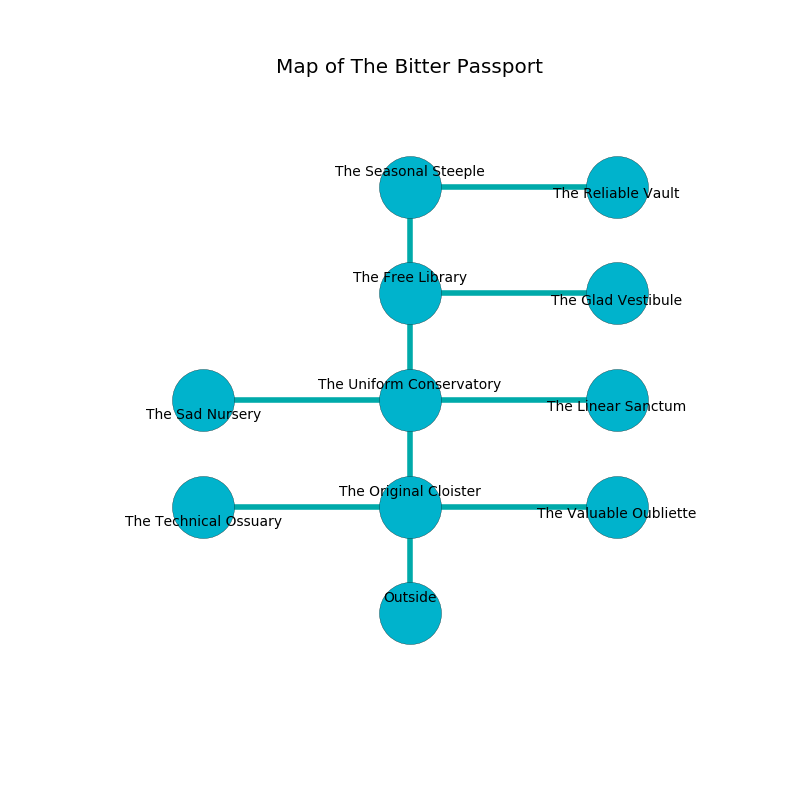 Map of The Bitter Passport
The Seasonal Steeple
The Reliable Vault
The Free Library
The Glad Vestibule
The Uniform Conservatory
The Sad Nursery
The Linear Sanctum
The Original Cloister
The Technical Ossuary
The Valuable Oubliette
Outside